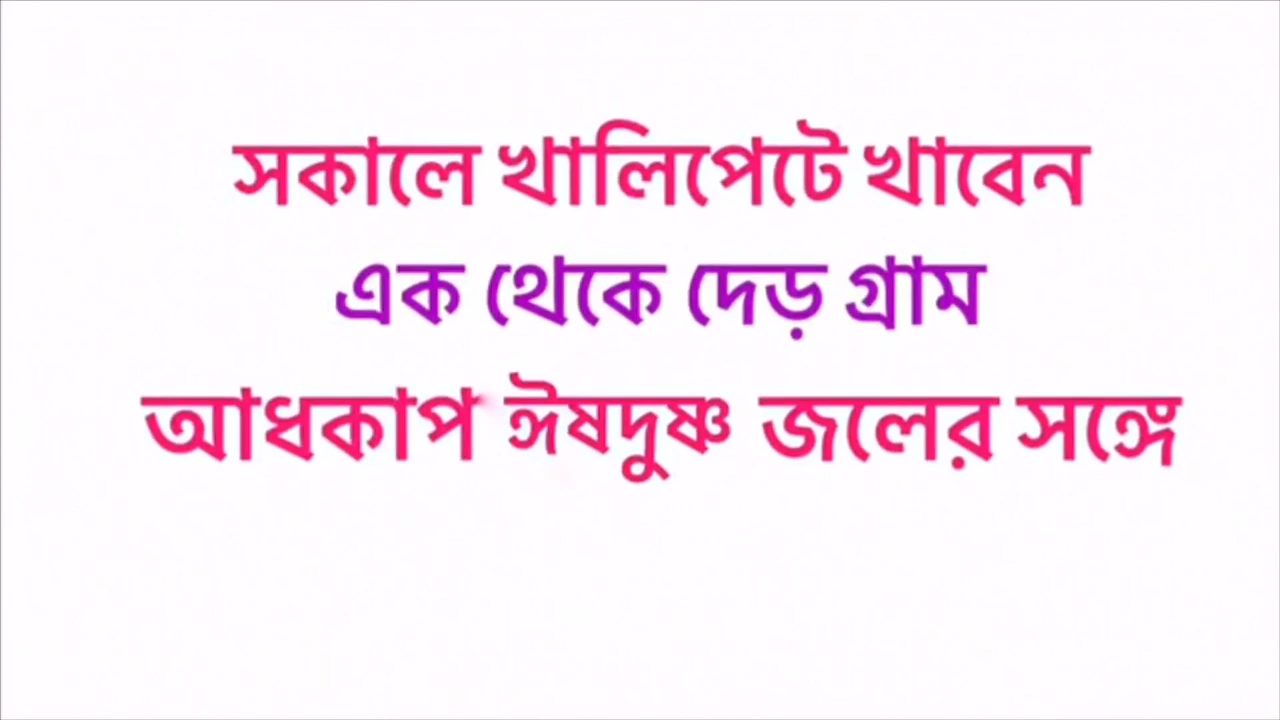 সকালে খালিপেটে খাবেন
এক থেকে দেড় গ্রাম
আধকাপ ঈষদুষ্ণ জলের সঙ্গে